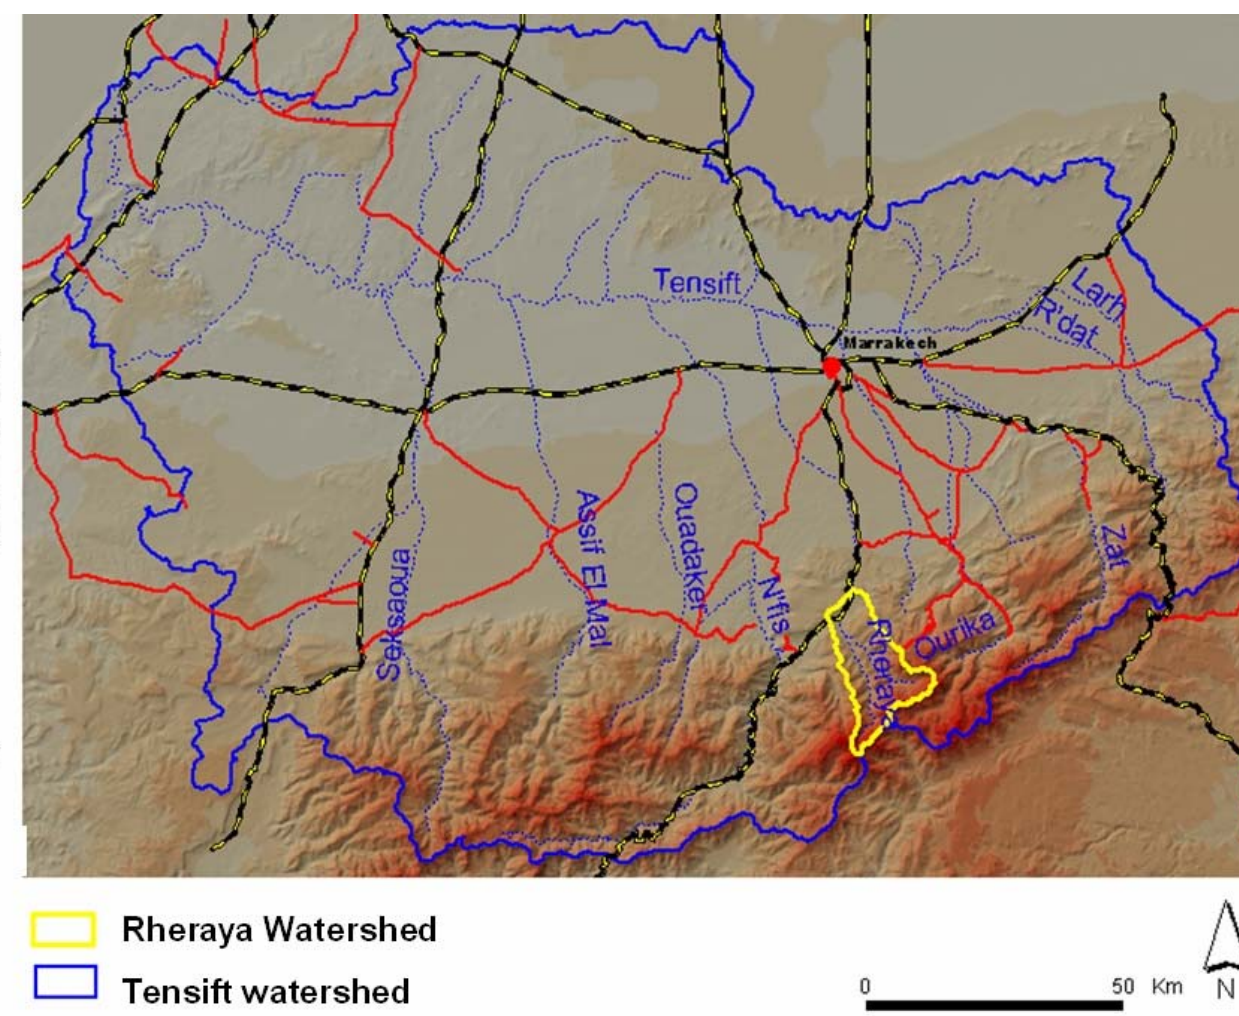 Tensift
Larh
R'dat
Marrakech
Assif El Mal
Ouadaker
N'fis
Zat
Seksaoua
Rheraya
Ourika
Rheraya Watershed
Tensift watershed
0 50 Km
N